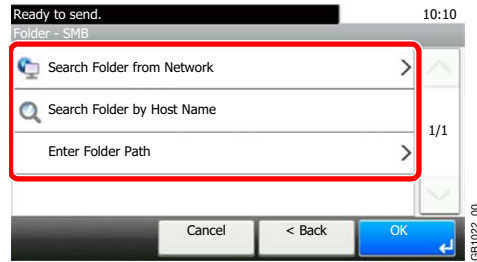 Ready to send. 10:10
Folder - SMB
Search Folder from Network
Search Folder by Host Name
1/1
Enter Folder Path
Cancel < Back OK
GB1022_00